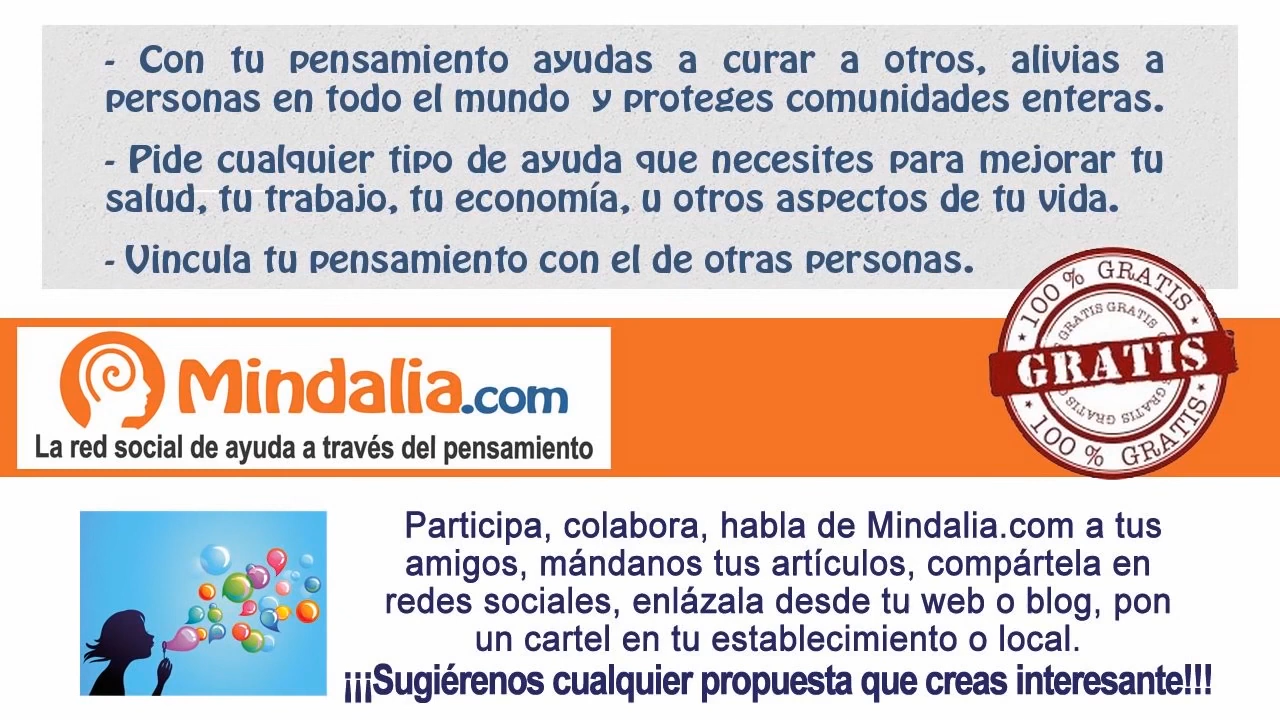 - Con tu pensamiento ayudas a curar a otros, alivias a
personas en todo el mundo y proteges comunidades enteras.
- Pide cualquier tipo de ayuda que necesites para mejorar tu
salud, tu trabajo, tu economía, u otros aspectos de tu vida.
- Vincula tu pensamiento con el de otras personas.
100 % GRATIS
GRATIS GRATIS
GRATIS
GRATIS GRATIS
100 % GRATIS
Mindalia.com
La red social de ayuda a través del pensamiento
Participa, colabora, habla de Mindalia.com a tus
amigos, mándanos tus artículos, compártela en
redes sociales, enlázala desde tu web o blog, pon
un cartel en tu establecimiento o local.
¡¡¡Sugiérenos cualquier propuesta que creas interesante!!!